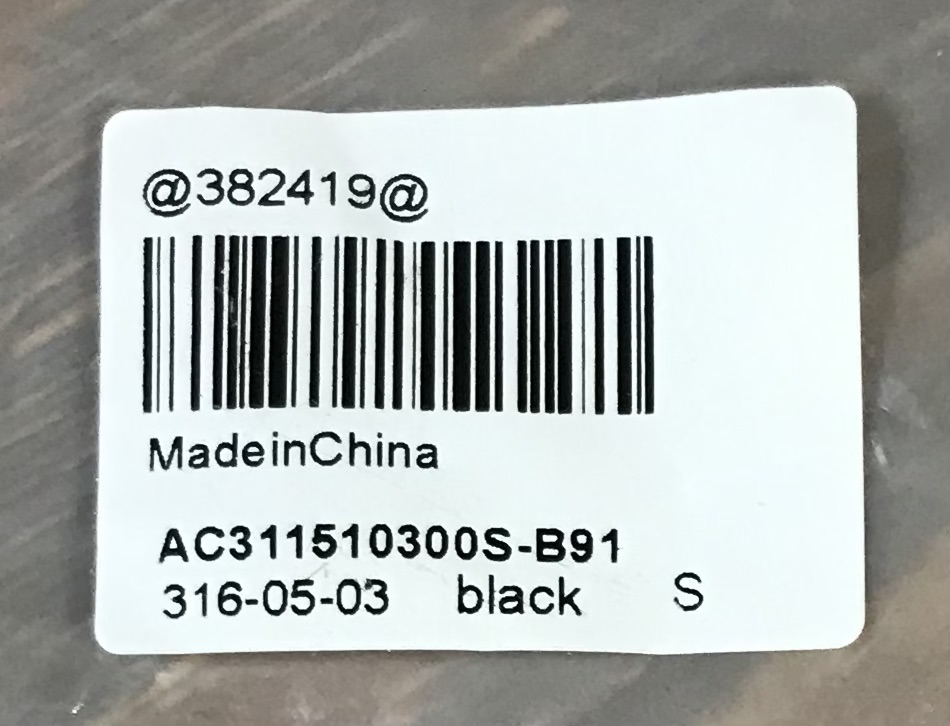 @382419@
MadeinChina
AC311510300S-B91
316-05-03 black S